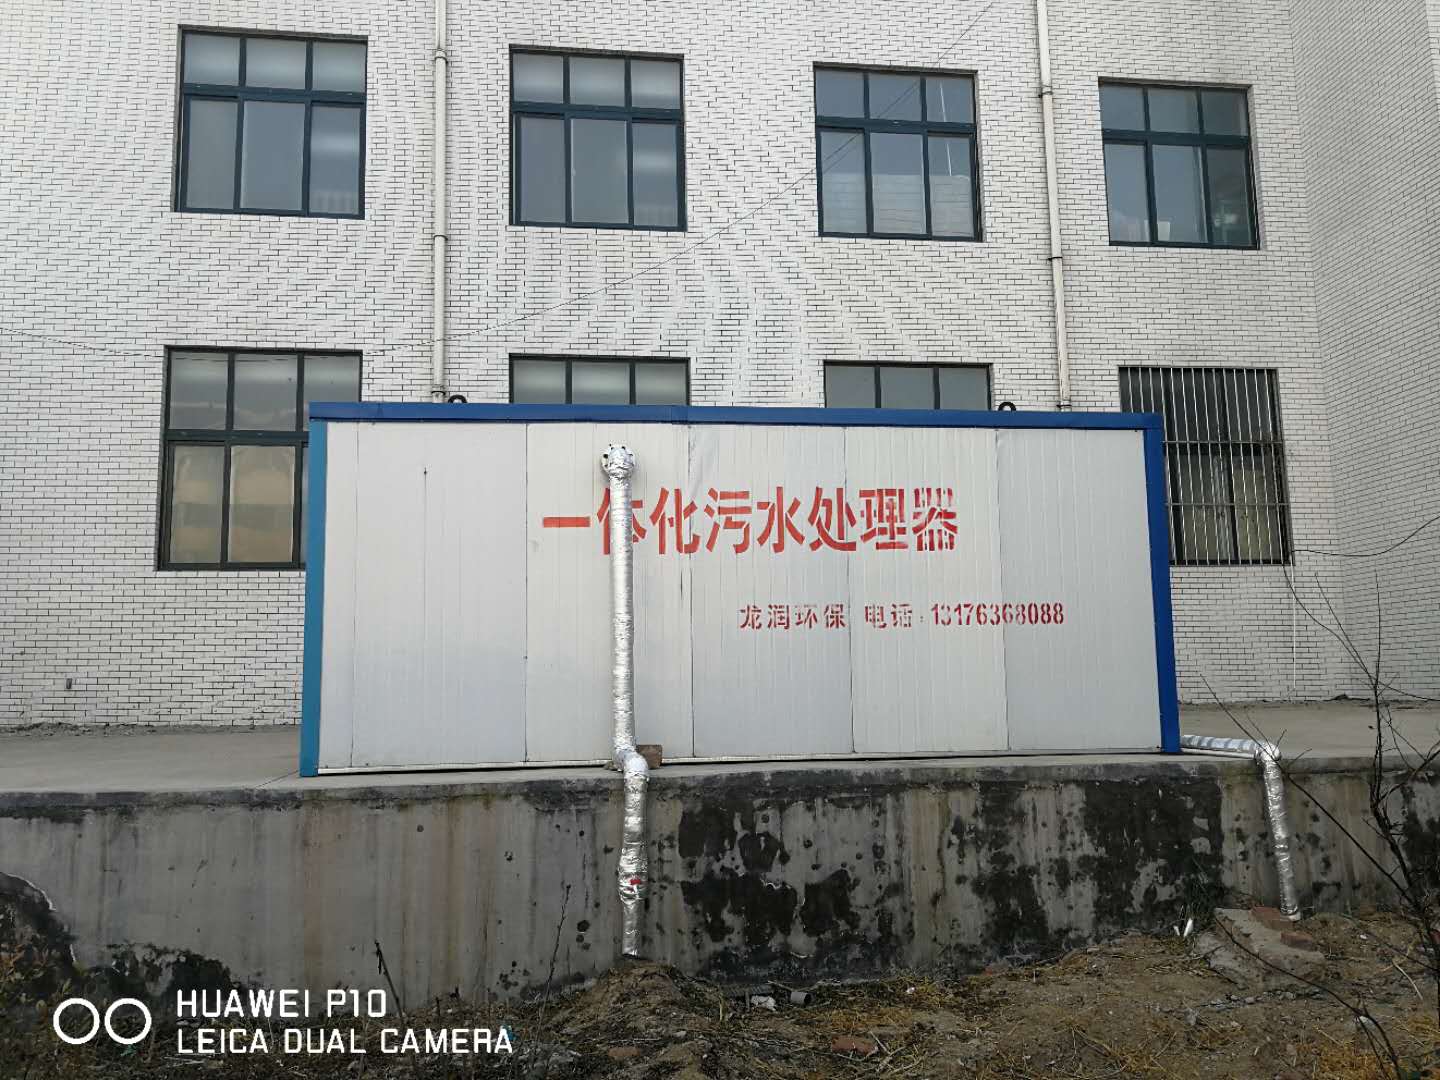 一体化污水处理器
龙润环保 电话：13176368088
HUAWEI P10
LEICA DUAL CAMERA